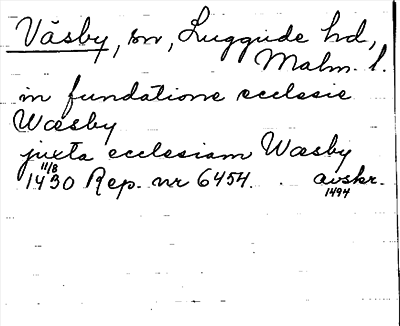 Väsby, sn, Luggude hd,
Malm. l.
in fundatione ecclesie
Wæsby
juxta ecclesiam Wæsby
11/8
1430 Rep. nr 6454. avskr.
1494